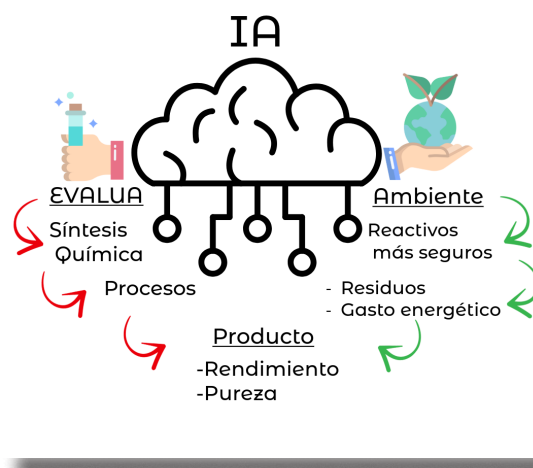 IA
EVALUA
Síntesis
Química
Procesos
Ambiente
Reactivos
más seguros
- Residuos
- Gasto energético
Producto
-Rendimiento
-Pureza